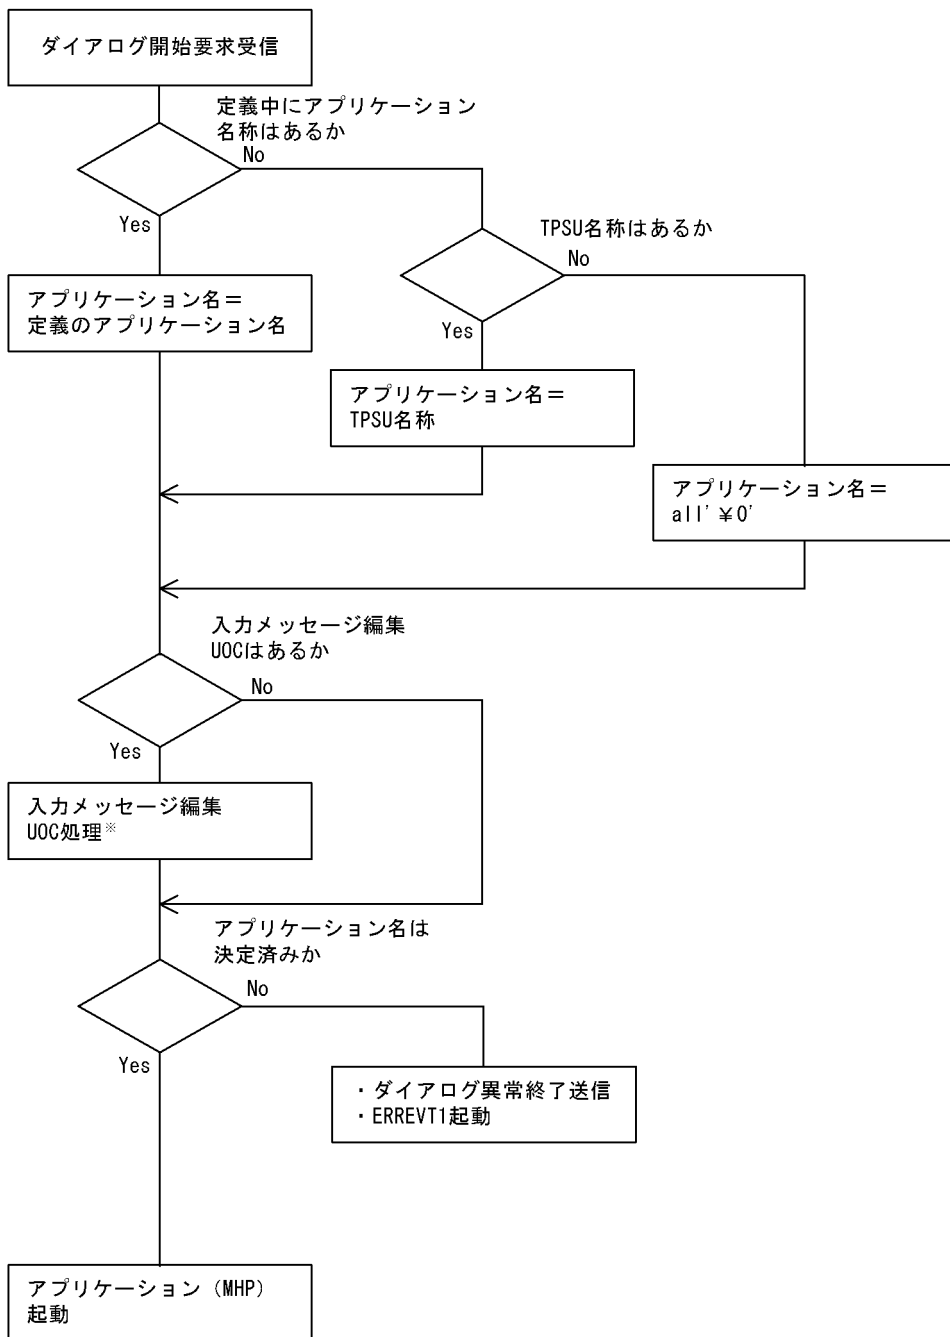 ダイアログ開始要求受信
定義中にアプリケーション
名称はあるか
No
Yes
TPSU名称はあるか
No
アプリケーション名=
定義のアプリケーション名
Yes
アプリケーション名=
TPSU名称
アプリケーション名=
all'¥0'
入力メッセージ編集
UOCはあるか
No
Yes
入力メッセージ編集
UOC処理※
アプリケーション名は
決定済みか
No
Yes
・ダイアログ異常終了送信
・ERREVT1起動
アプリケーション(MHP)
起動